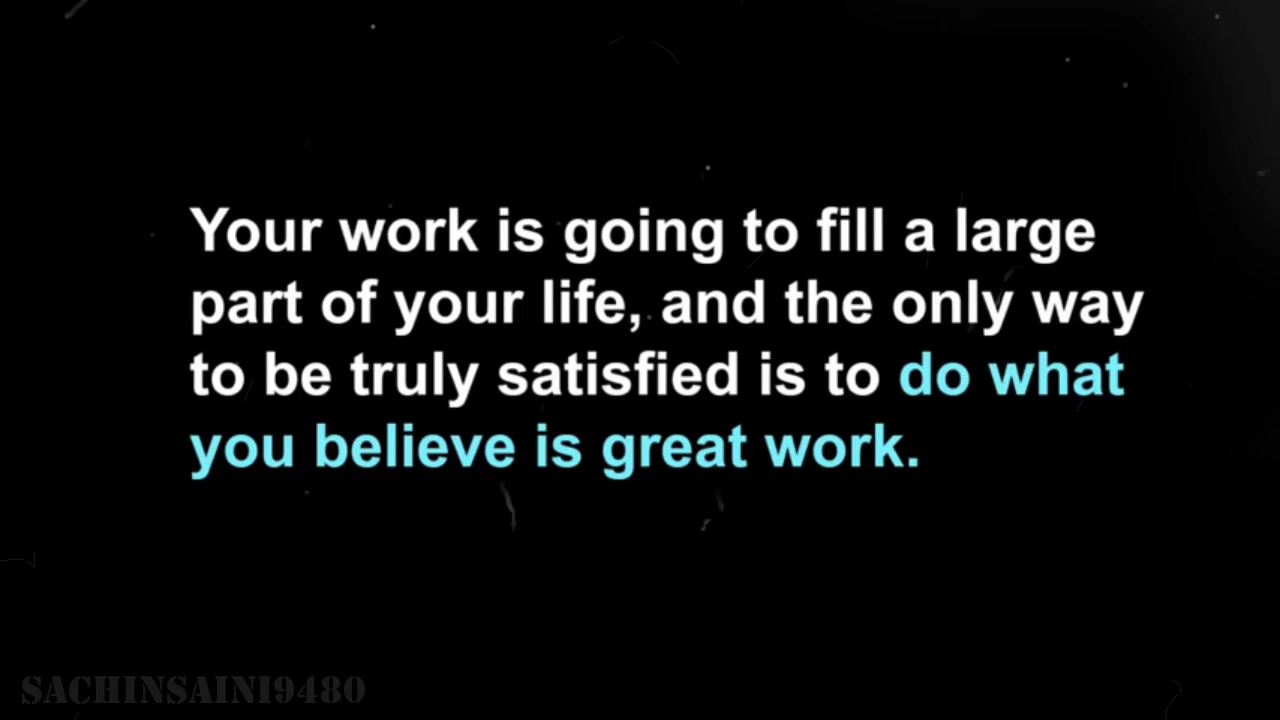 Your work is going to fill a large
part of your life, and the only way
to be truly satisfied is to do what
you believe is great work.
SACHINSAINI9480